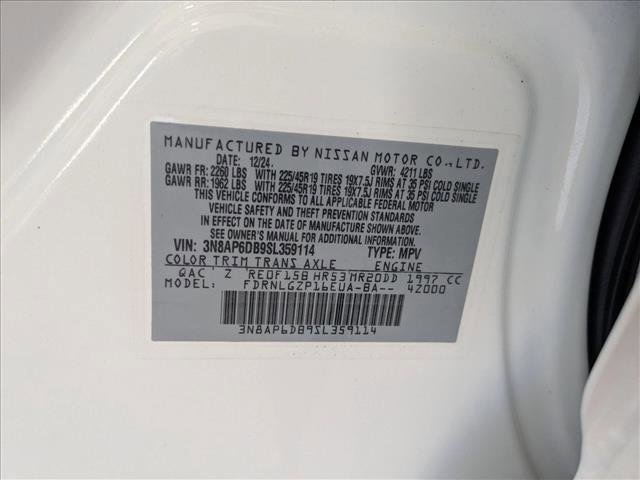 MANUFACTURED BY NISSAN MOTOR CO.,LTD.
DATE: 12/24. GVWR: 4211 LBS
GAWR FR: 2260 LBS WITH 225/45R19 TIRES 19X7.5J RIMS AT 35 PSI COLD SINGLE
GAWR RR: 1962 LBS WITH 225/45R19 TIRES 19X7.5J RIMS AT 35 PSI COLD SINGLE
THIS VEHICLE CONFORMS TO ALL APPLICABLE FEDERAL MOTOR
VEHICLE SAFETY AND THEFT PREVENTION STANDARDS
IN EFFECT ON THE DATE OF MANUFACTURE SHOWN ABOVE.
SEE OWNER'S MANUAL FOR ADDITIONAL INFORMATION.
VIN: 3N8AP6DB9SL359114 TYPE: MPV
COLOR TRIM TRANS AXLE ENGINE
QAC Z RE0F15B HR53 MR20DD 1997 CC
MODEL FDRNLGZP16EUA-BA-- 42000
3N8AP6DB9SL359114